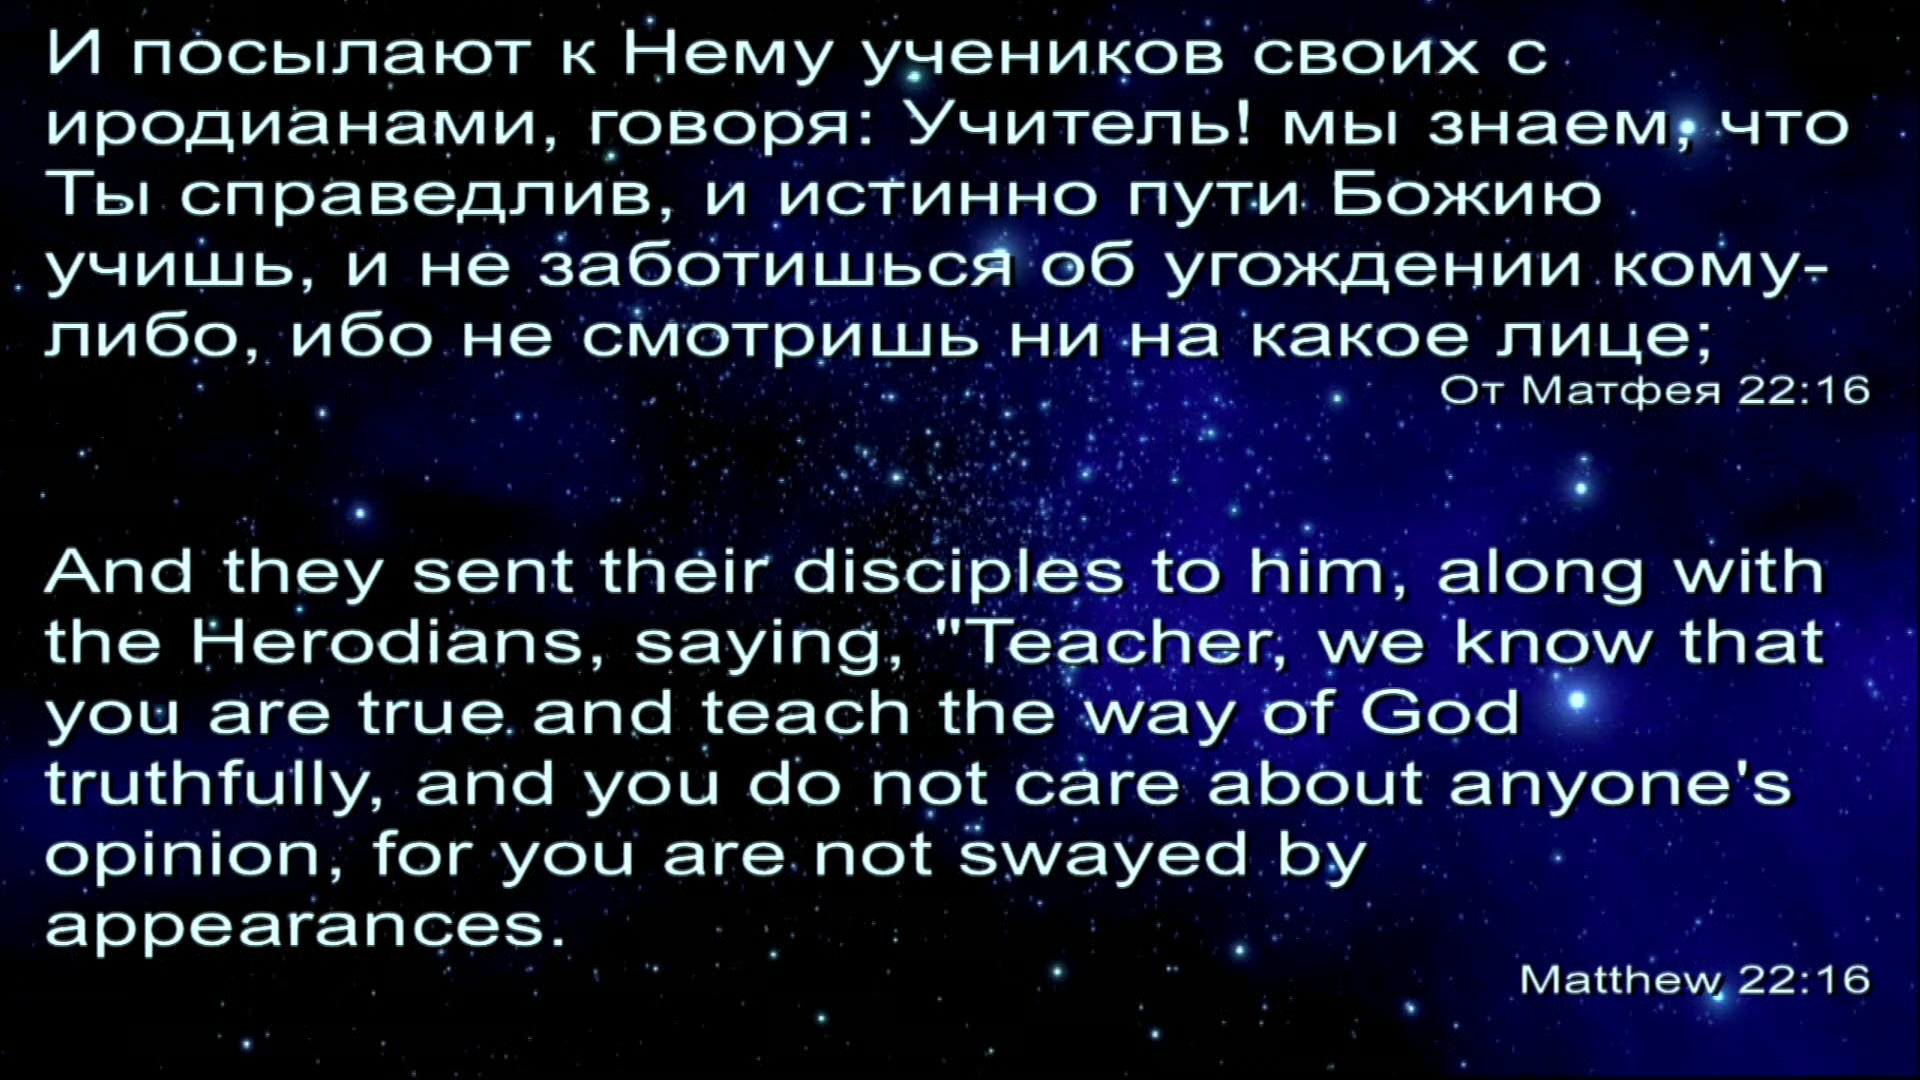 И посылают к Нему учеников своих с
иродианами, говоря: Учитель! мы знаем, что
Ты справедлив, и истинно пути Божию
учишь, и не заботишься об угождении кому-
либо, ибо не смотришь ни на какое лице;
От Матфея 22:16
And they sent their disciples to him, along with
the Herodians, saying, "Teacher, we know that
you are true and teach the way of God
truthfully, and you do not care about anyone's
opinion, for you are not swayed by
appearances.
Matthew 22:16